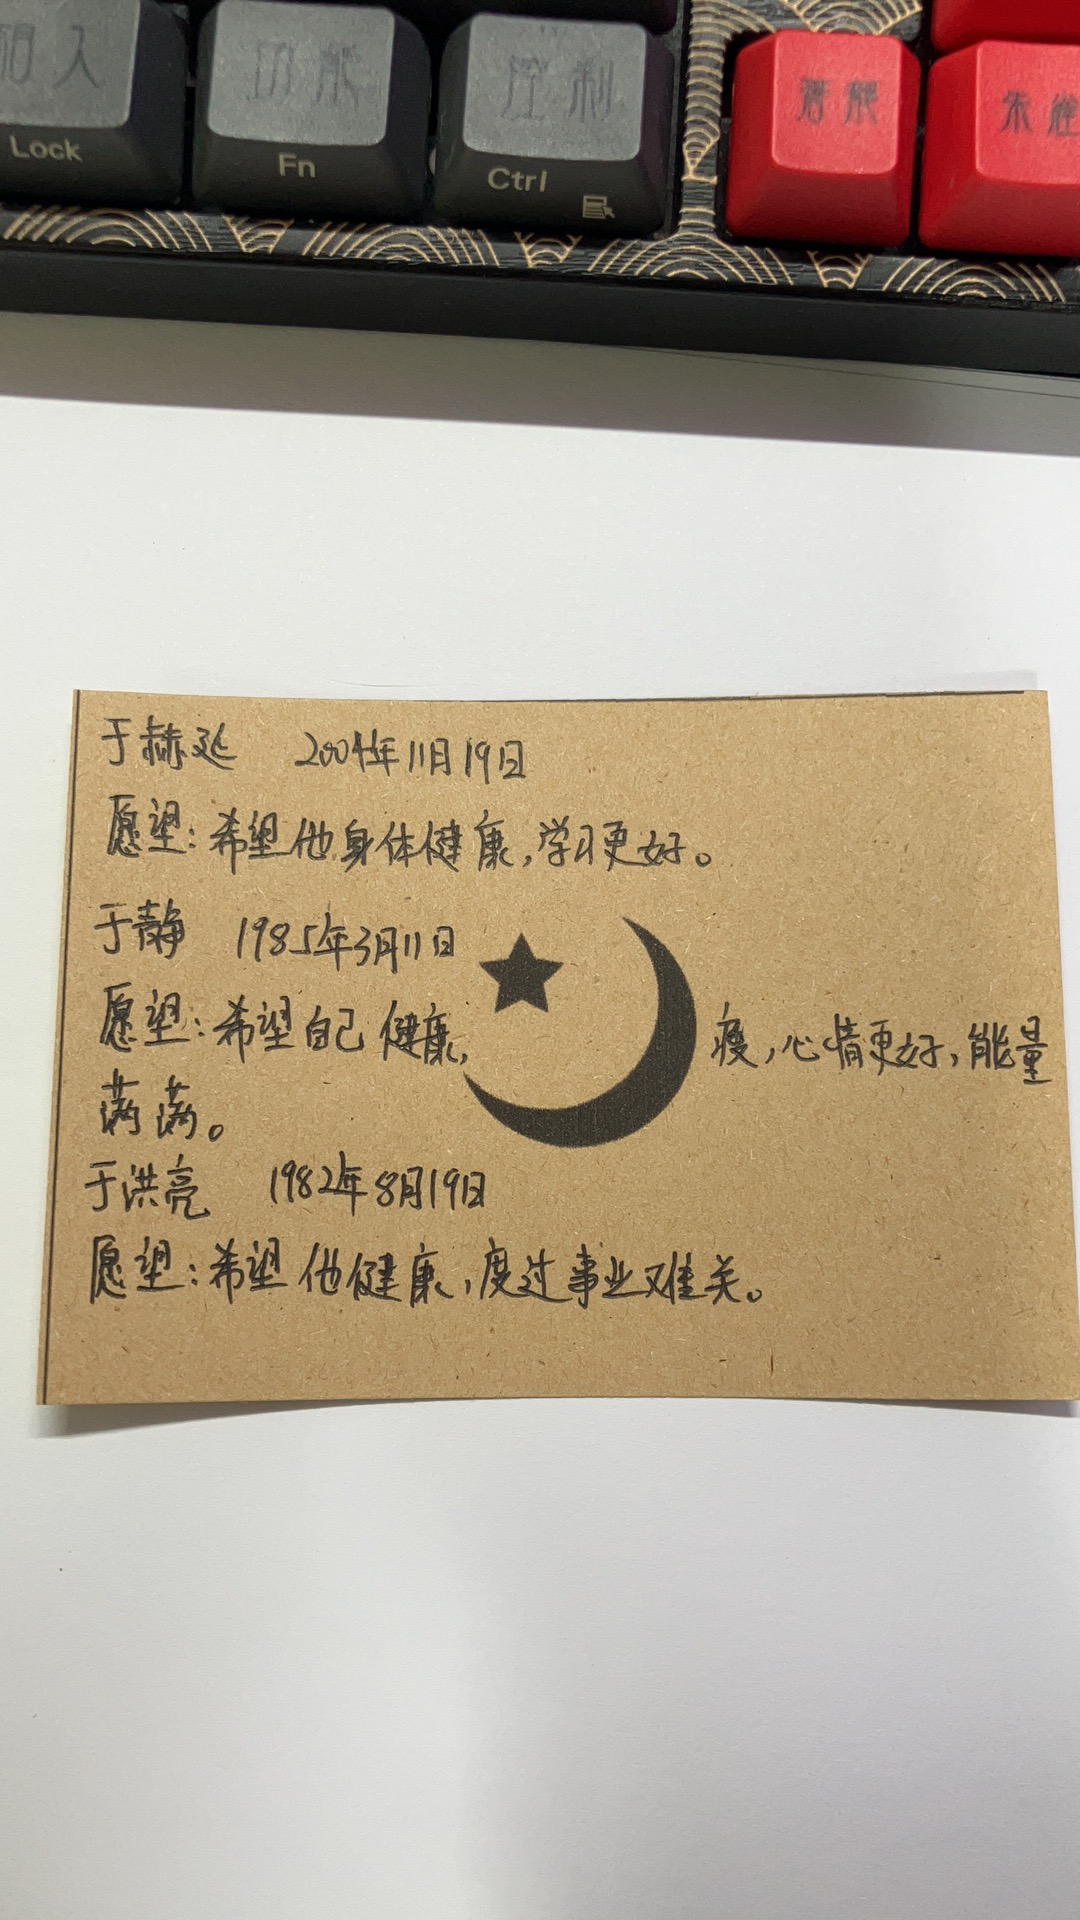 入
Lock
功能
Fn
控制
Ctrl
于赫延 2004年11月19日
愿望:希望他身体健康,学习更好。
于静 1985年3月11日
愿望:希望自己健康, 瘦,心情更好,能量
满满。
于洪亮 1982年8月19日
愿望:希望他健康,度过事业难关。